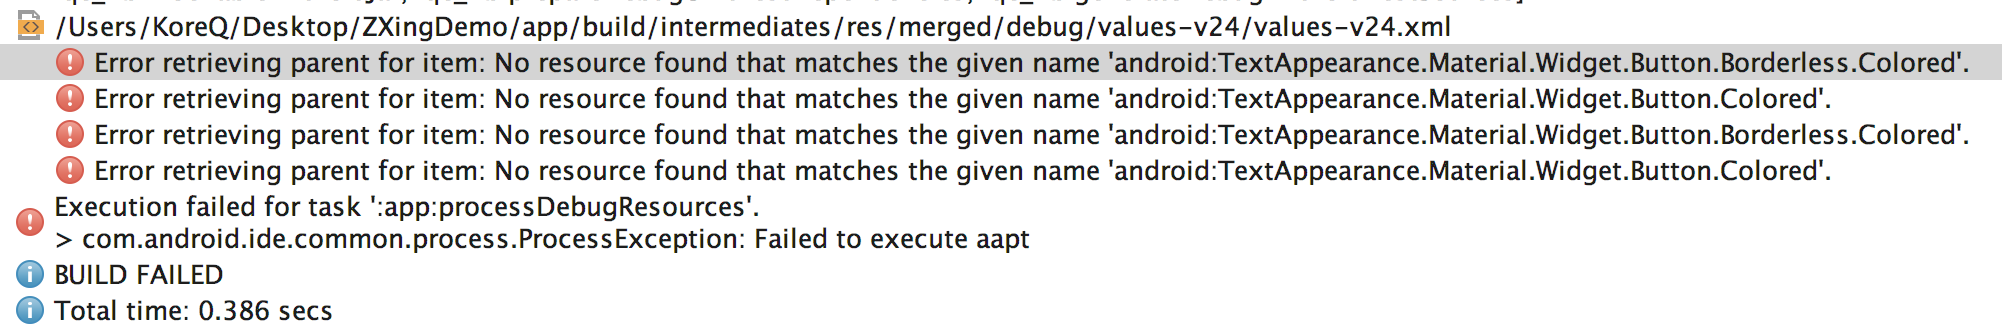 /Users/KoreQ/Desktop/ZXingDemo/app/build/intermediates/res/merged/debug/values-v24/values-v24.xml
Error retrieving parent for item: No resource found that matches the given name 'android:TextAppearance.Material.Widget.Button.Borderless.Colored'.
Error retrieving parent for item: No resource found that matches the given name 'android:TextAppearance.Material.Widget.Button.Colored'.
Error retrieving parent for item: No resource found that matches the given name 'android:TextAppearance.Material.Widget.Button.Borderless.Colored'.
Error retrieving parent for item: No resource found that matches the given name 'android:TextAppearance.Material.Widget.Button.Colored'.
Execution failed for task ':app:processDebugResources'.
> com.android.ide.common.process.ProcessException: Failed to execute aapt
BUILD FAILED
Total time: 0.386 secs